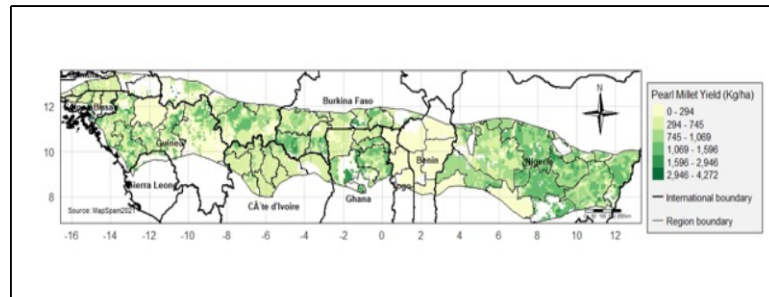 Burkina Faso
N
Guinea
Benin
Nigeria
Sierra Leone
Togo
CÃ´te d'Ivoire
Ghana
Source: MapSpam2021
12
10
8
-16 -14 -12 -10 -8 -6 -4 -2 0 2 4 6 8 10 12
Pearl Millet Yield (Kg/ha)
0 - 294
294 - 745
745 - 1,069
1,069 - 1,596
1,596 - 2,946
2,946 - 4,272
International boundary
Region boundary